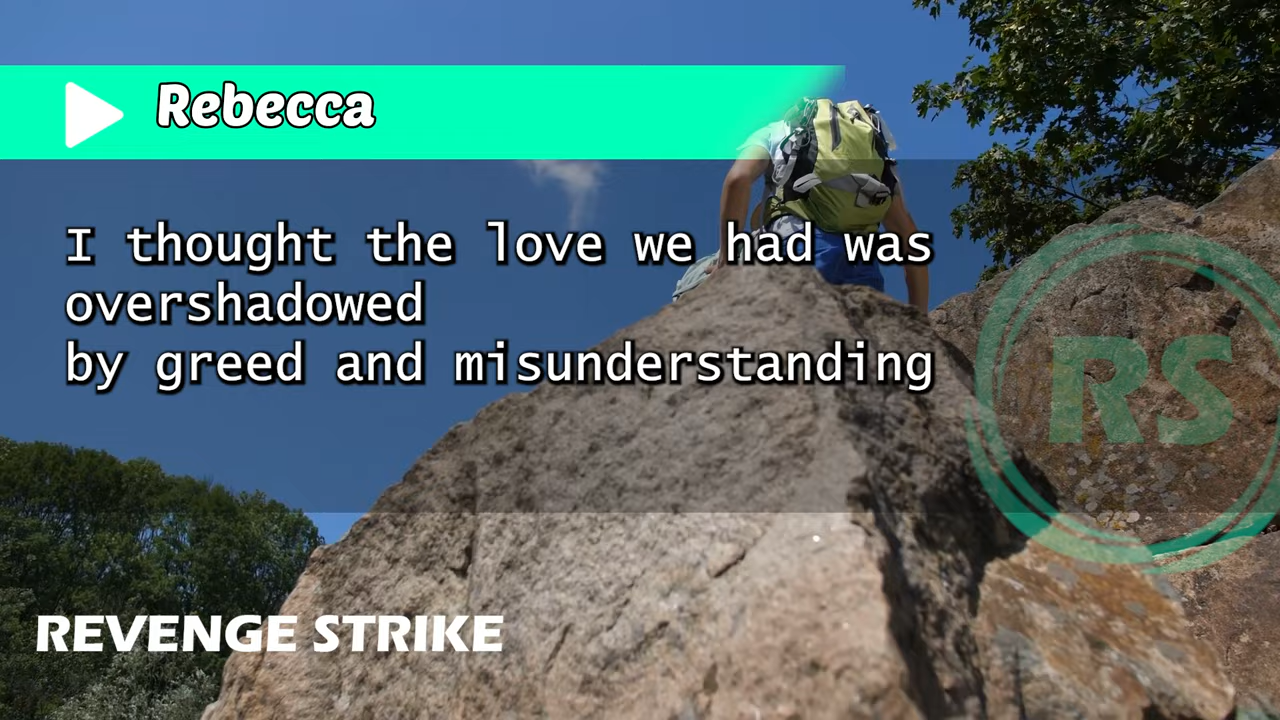 Rebecca
I thought the love we had was
overshadowed
by greed and misunderstanding
RS
REVENGE STRIKE